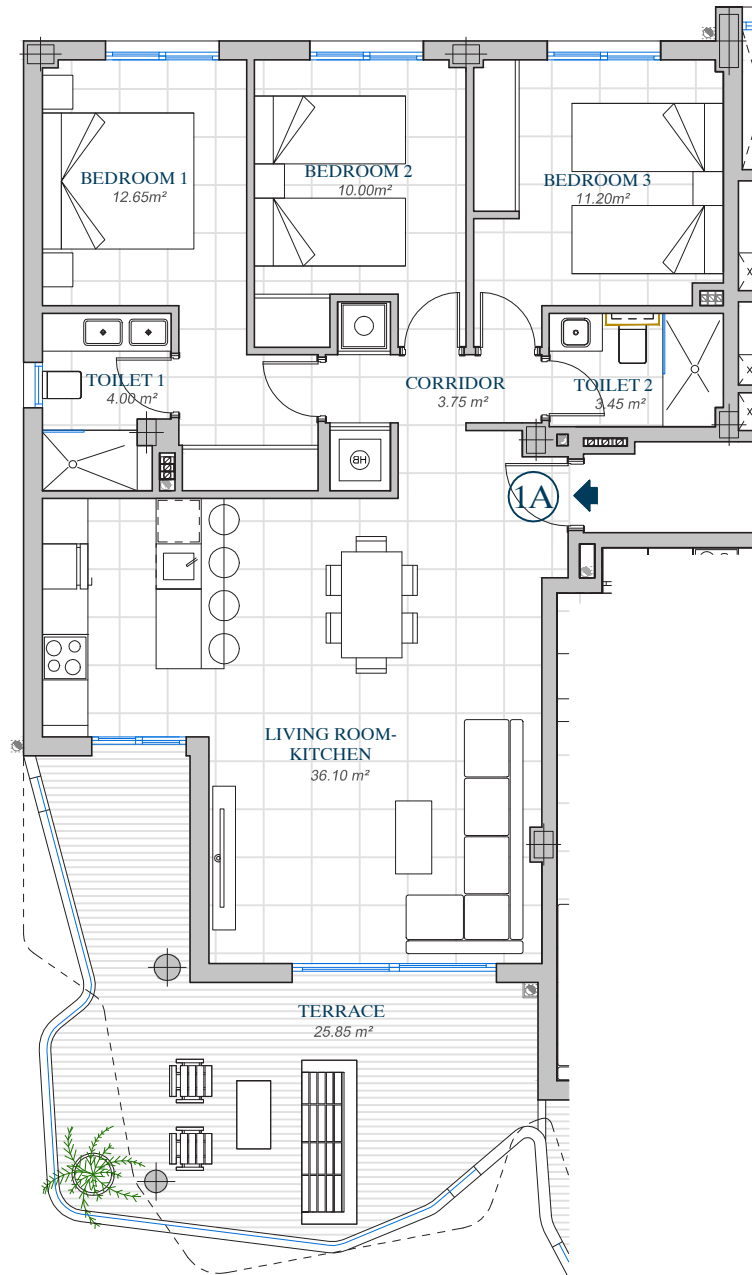 BEDROOM 1
12.65m²
BEDROOM 2
10.00m²
BEDROOM 3
11.20m²
TOILET 1
4.00 m²
CORRIDOR
3.75 m²
TOILET 2
3.45 m²
HB
1A
LIVING ROOM-
KITCHEN
36.10 m²
TERRACE
25.85 m²